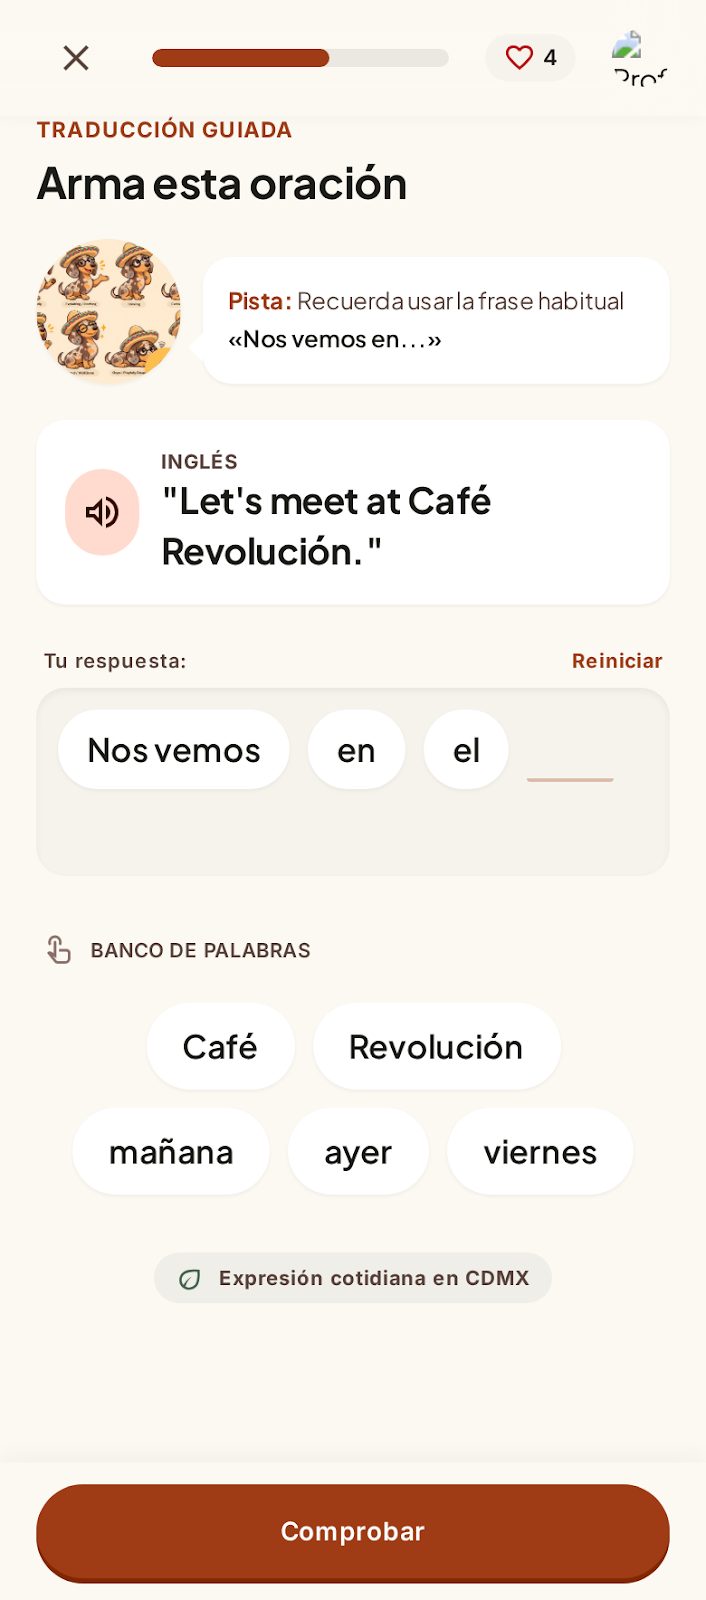 4
TRADUCCIÓN GUIADA
Arma esta oración
Pista: Recuerda usar la frase habitual
«Nos vemos en...»
INGLÉS
"Let's meet at Café
Revolución."
Tu respuesta:
Reiniciar
Nos vemos en el
BANCO DE PALABRAS
Café Revolución
mañana ayer viernes
Expresión cotidiana en CDMX
Comprobar